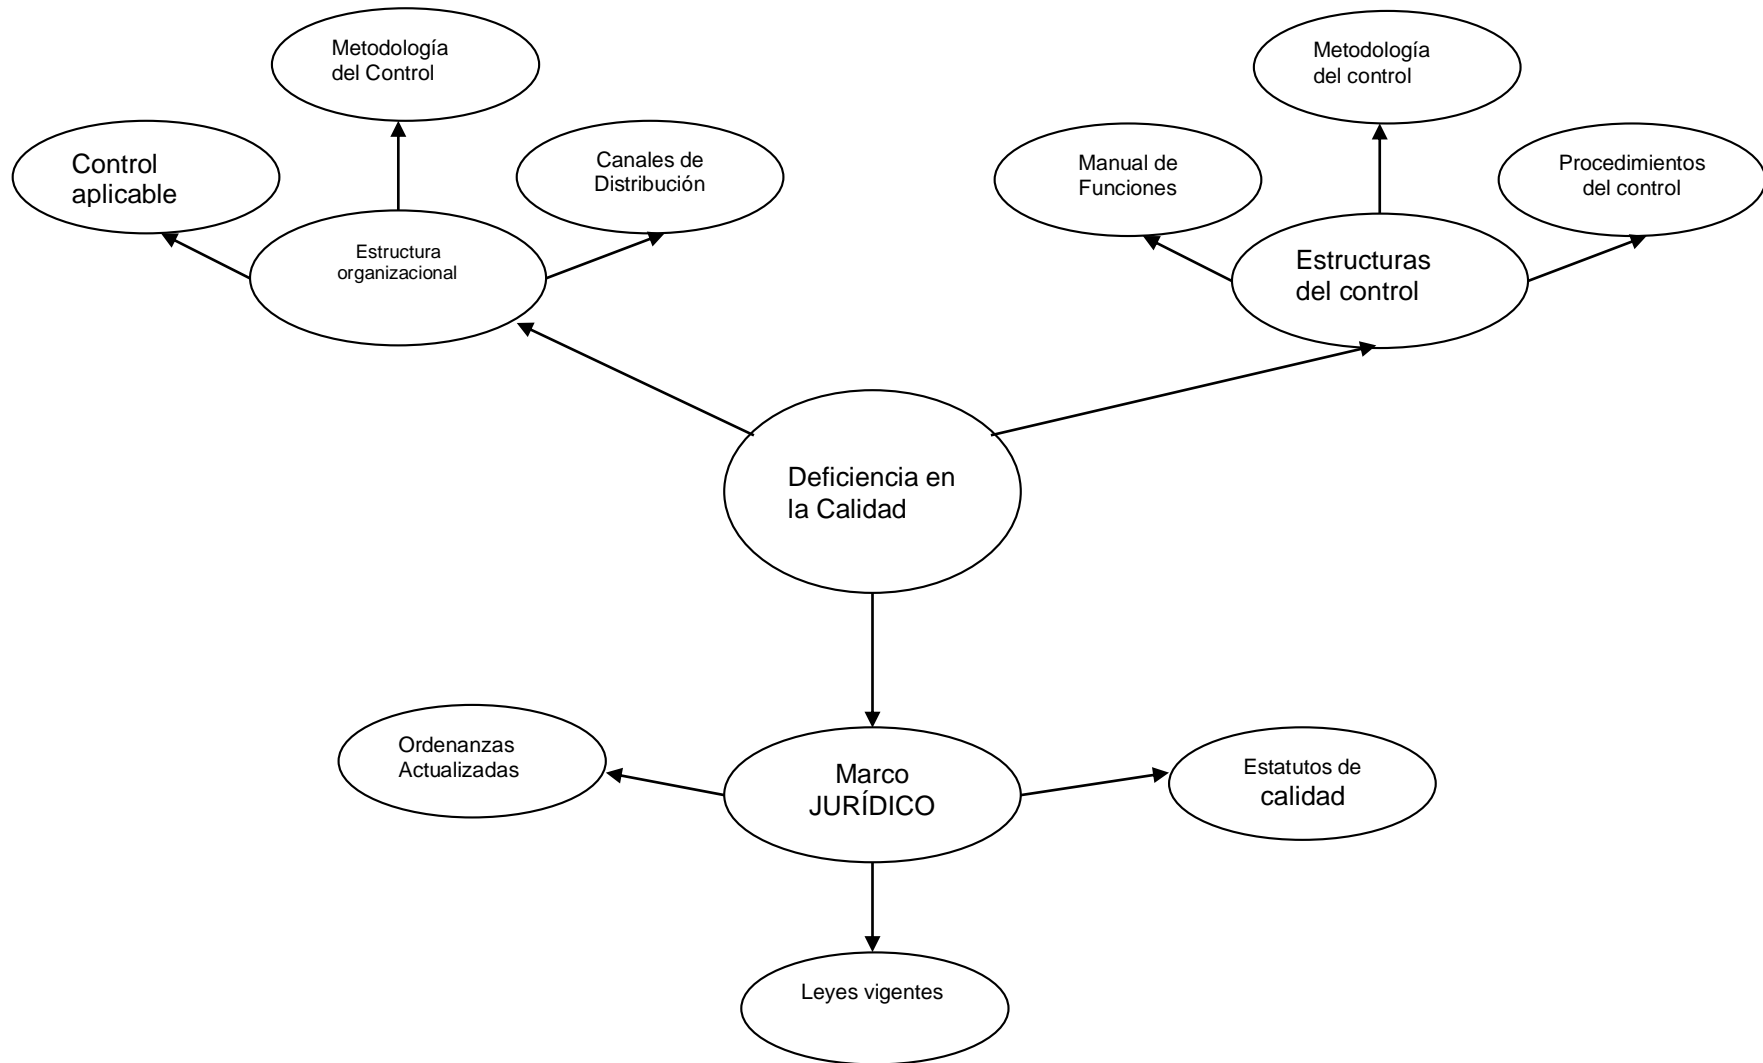 Metodología
del Control
Metodología
del control
Control
aplicable
Canales de
Distribución
Manual de
Funciones
Procedimientos
del control
Estructura
organizacional
Estructuras
del control
Deficiencia en
la Calidad
Ordenanzas
Actualizadas
Marco
JURÍDICO
Estatutos de
calidad
Leyes vigentes